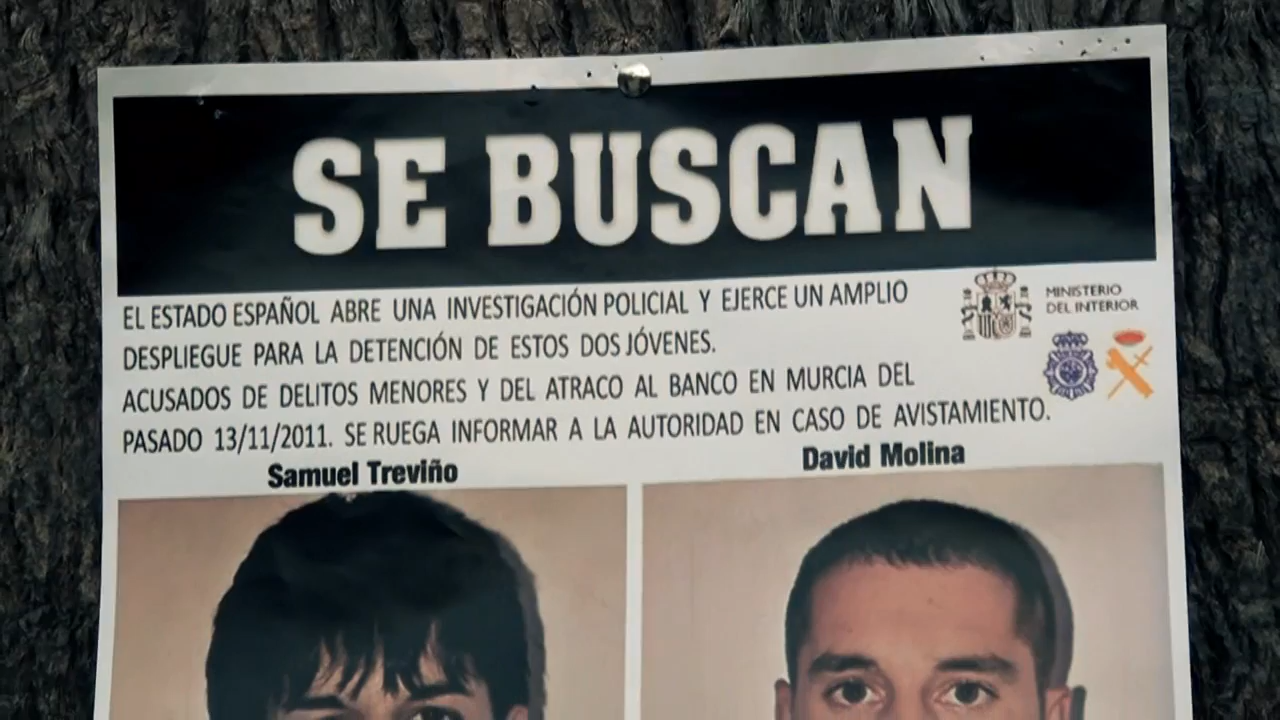 SE BUSCAN
EL ESTADO ESPAÑOL ABRE UNA INVESTIGACIÓN POLICIAL Y EJERCE UN AMPLIO
DESPLIEGUE PARA LA DETENCIÓN DE ESTOS DOS JÓVENES.
ACUSADOS DE DELITOS MENORES Y DEL ATRACO AL BANCO EN MURCIA DEL
PASADO 13/11/2011. SE RUEGA INFORMAR A LA AUTORIDAD EN CASO DE AVISTAMIENTO.
MINISTERIO
DEL INTERIOR
Samuel Treviño
David Molina